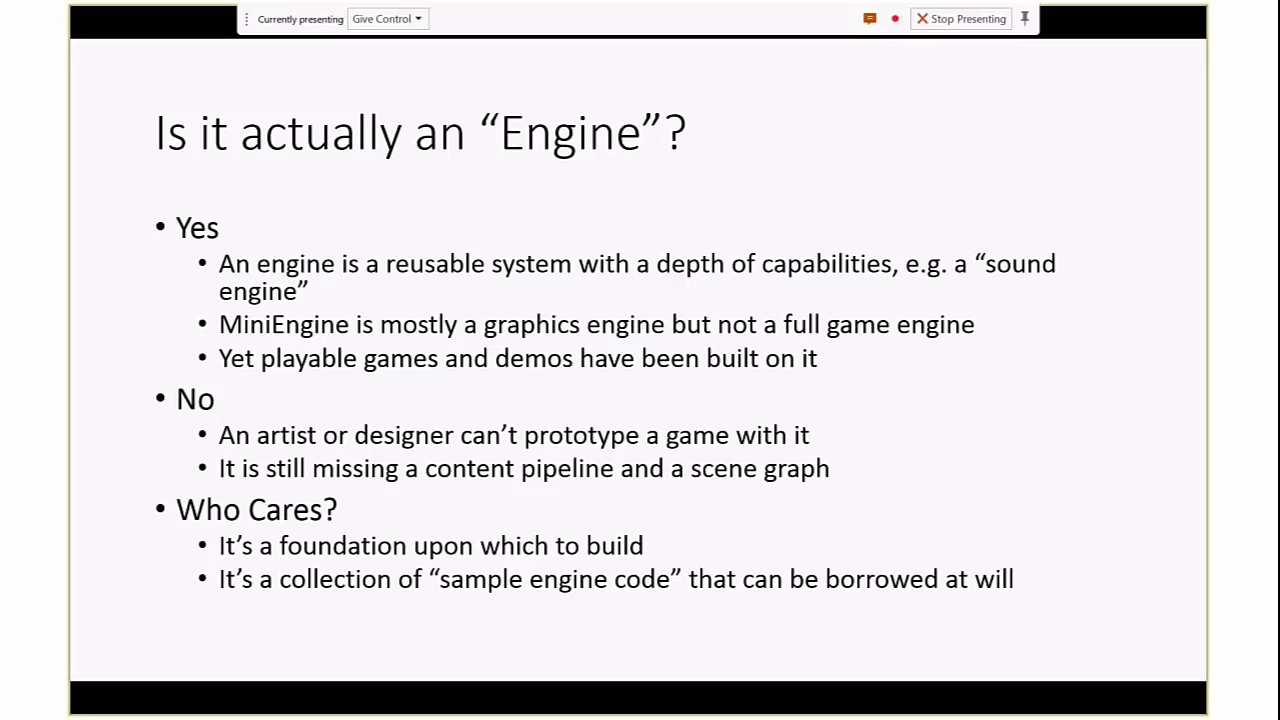 Currently presenting Give Control Stop Presenting
Is it actually an “Engine”?
• Yes
• An engine is a reusable system with a depth of capabilities, e.g. a “sound
engine”
• MiniEngine is mostly a graphics engine but not a full game engine
• Yet playable games and demos have been built on it
• No
• An artist or designer can’t prototype a game with it
• It is still missing a content pipeline and a scene graph
• Who Cares?
• It’s a foundation upon which to build
• It’s a collection of “sample engine code” that can be borrowed at will